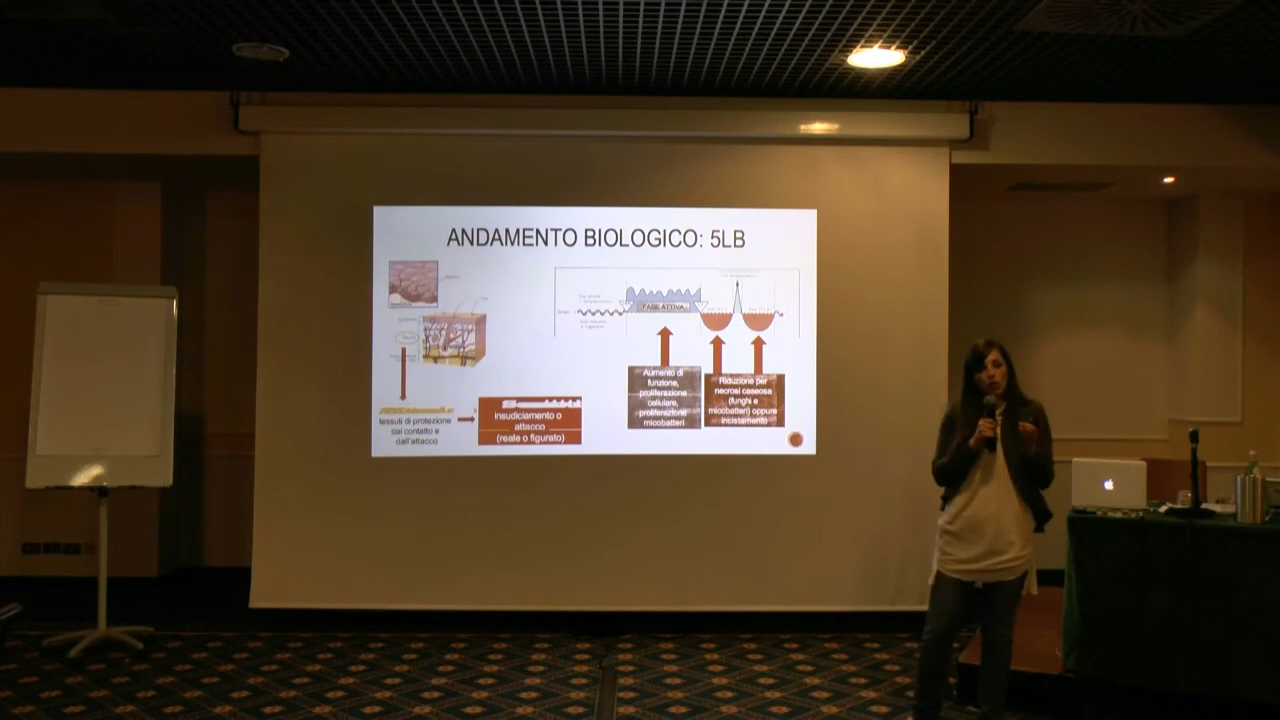 ANDAMENTO BIOLOGICO: 5LB
FASE ATTIVA
tessuti di protezione
dai contatto e
dall'attacco
insudiciamento o
attacco
(reale o figurato)
Aumento di
funzione,
proliferazione
cellulare,
proliferazione
micobatteri
Riduzione per
necrosi caseosa
(funghi e
micobatteri) oppure
incistamento